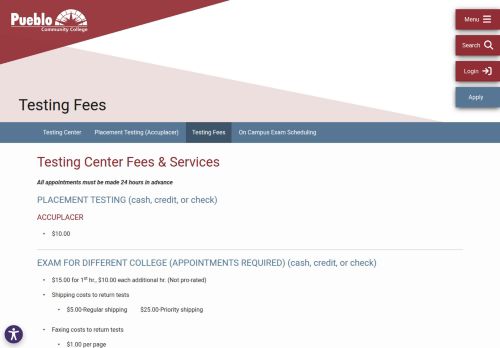 Pueblo
Community College
Menu
Search
Login
Apply
Testing Fees
Testing Center Placement Testing (Accuplacer) Testing Fees On Campus Exam Scheduling
Testing Center Fees & Services
All appointments must be made 24 hours in advance
PLACEMENT TESTING (cash, credit, or check)
ACCUPLACER
• $10.00
EXAM FOR DIFFERENT COLLEGE (APPOINTMENTS REQUIRED) (cash, credit, or check)
• $15.00 for 1st hr., $10.00 each additional hr. (Not pro-rated)
• Shipping costs to return tests
• $5.00-Regular shipping $25.00-Priority shipping
• Faxing costs to return tests
• $1.00 per page